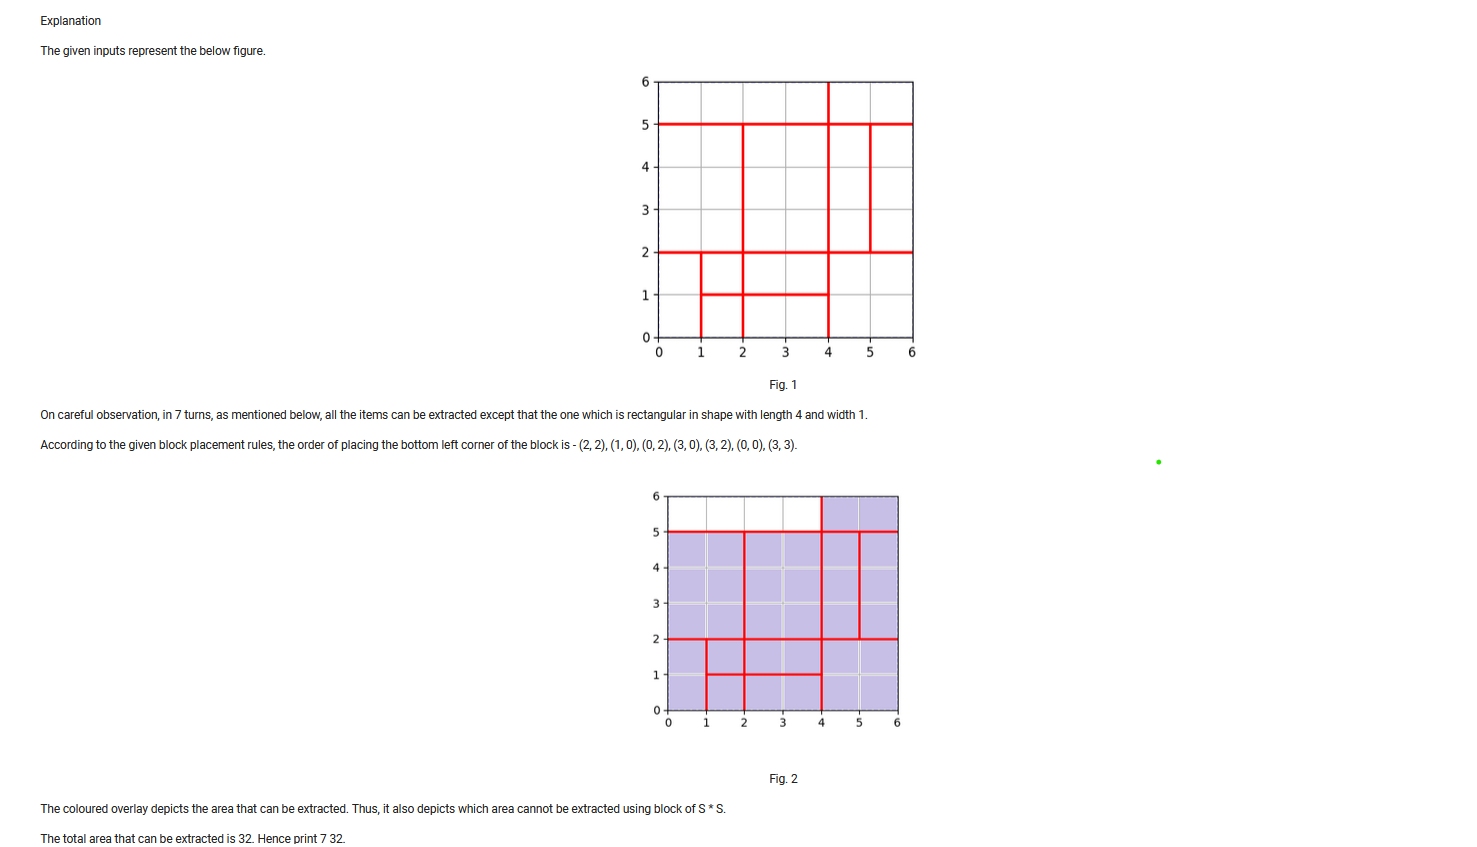 Explanation
The given inputs represent the below figure.
6
5
4
3
2
1
0
0 1 2 3 4 5 6
Fig. 1
On careful observation, in 7 turns, as mentioned below, all the items can be extracted except that the one which is rectangular in shape with length 4 and width 1.
According to the given block placement rules, the order of placing the bottom left corner of the block is - (2, 2), (1, 0), (0, 2), (3, 0), (3, 2), (0, 0), (3, 3).
6
5
4
3
2
1
0
0 1 2 3 4 5 6
Fig. 2
The coloured overlay depicts the area that can be extracted. Thus, it also depicts which area cannot be extracted using block of S * S.
The total area that can be extracted is 32. Hence print 7 32.